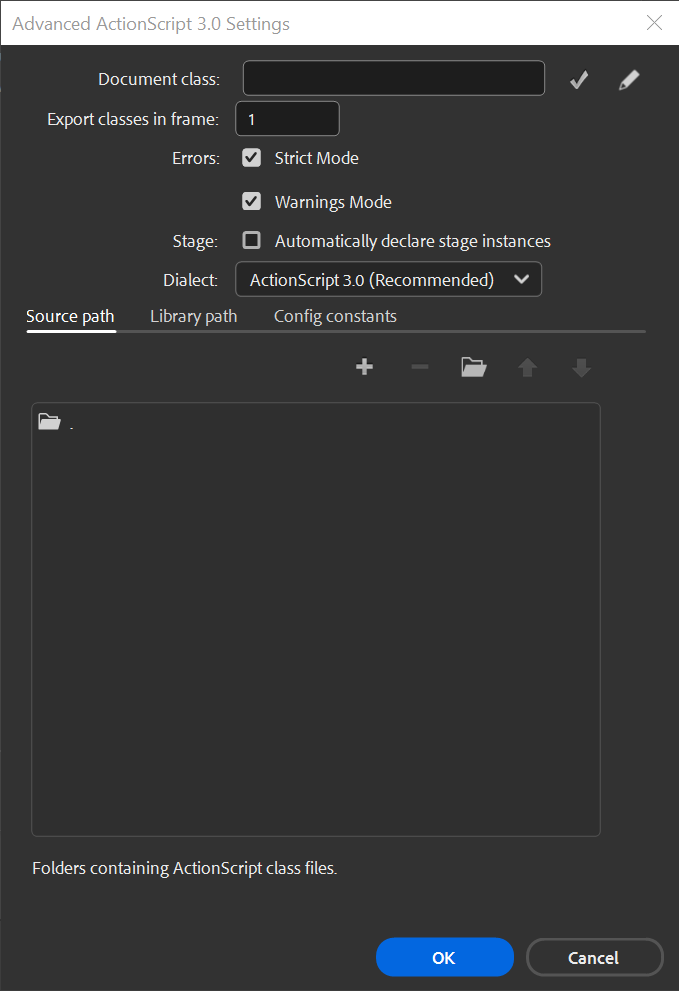 Advanced ActionScript 3.0 Settings
Document class:
Export classes in frame: 1
Errors: Strict Mode
Warnings Mode
Stage: Automatically declare stage instances
Dialect: ActionScript 3.0 (Recommended)
Source path Library path Config constants
.
Folders containing ActionScript class files.
OK Cancel